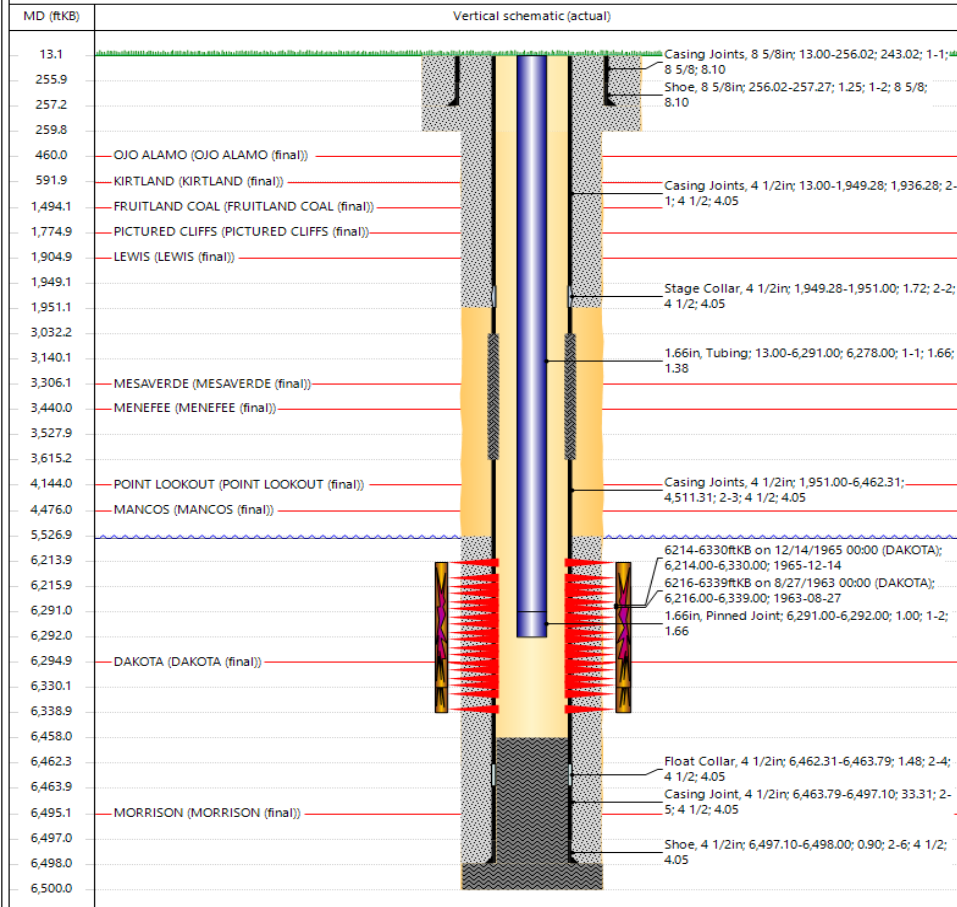 MD (ftKB)
Vertical schematic (actual)
13.1
Casing Joints, 8 5/8in; 13.00-256.02; 243.02; 1-1;
8 5/8; 8.10
255.9
Shoe, 8 5/8in; 256.02-257.27; 1.25; 1-2; 8 5/8;
8.10
257.2
259.8
460.0
OJO ALAMO (OJO ALAMO (final))
591.9
KIRTLAND (KIRTLAND (final))
Casing Joints, 4 1/2in; 13.00-1,949.28; 1,936.28; 2-
1; 4 1/2; 4.05
1,494.1
FRUITLAND COAL (FRUITLAND COAL (final))
1,774.9
PICTURED CLIFFS (PICTURED CLIFFS (final))
1,904.9
LEWIS (LEWIS (final))
1,949.1
Stage Collar, 4 1/2in; 1,949.28-1,951.00; 1.72; 2-2;
4 1/2; 4.05
1,951.1
3,032.2
3,140.1
1.66in, Tubing; 13.00-6,291.00; 6,278.00; 1-1; 1.66;
1.38
3,306.1
MESAVERDE (MESAVERDE (final))
3,440.0
MENEFEE (MENEFEE (final))
3,527.9
3,615.2
4,144.0
POINT LOOKOUT (POINT LOOKOUT (final))
Casing Joints, 4 1/2in; 1,951.00-6,462.31;
4,511.31; 2-3; 4 1/2; 4.05
4,476.0
MANCOS (MANCOS (final))
5,526.9
6,213.9
6214-6330ftKB on 12/14/1965 00:00 (DAKOTA);
6,214.00-6,330.00; 1965-12-14
6,215.9
6216-6339ftKB on 8/27/1963 00:00 (DAKOTA);
6,216.00-6,339.00; 1963-08-27
6,291.0
1.66in, Pinned Joint; 6,291.00-6,292.00; 1.00; 1-2;
1.66
6,292.0
6,294.9
DAKOTA (DAKOTA (final))
6,330.1
6,338.9
6,458.0
6,462.3
Float Collar, 4 1/2in; 6,462.31-6,463.79; 1.48; 2-4;
4 1/2; 4.05
6,463.9
Casing Joint, 4 1/2in; 6,463.79-6,497.10; 33.31; 2-
5; 4 1/2; 4.05
6,495.1
MORRISON (MORRISON (final))
6,497.0
Shoe, 4 1/2in; 6,497.10-6,498.00; 0.90; 2-6; 4 1/2;
4.05
6,498.0
6,500.0